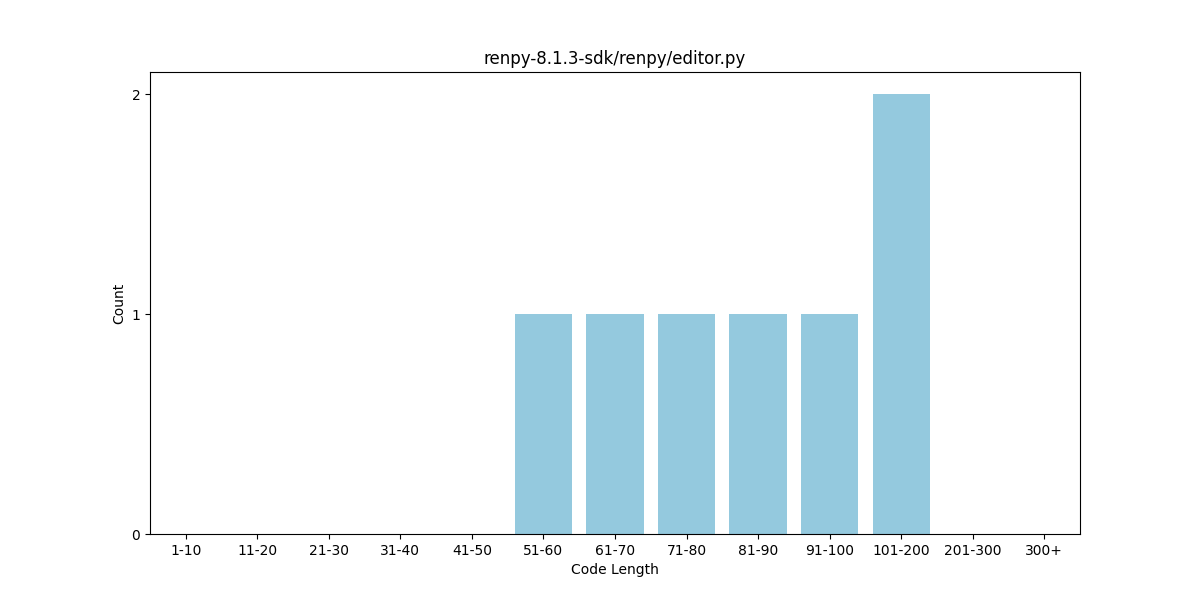 renpy-8.1.3-sdk/renpy/editor.py
2
1
0
Count
1-10 11-20 21-30 31-40 41-50 51-60 61-70 71-80 81-90 91-100 101-200 201-300 300+
Code Length